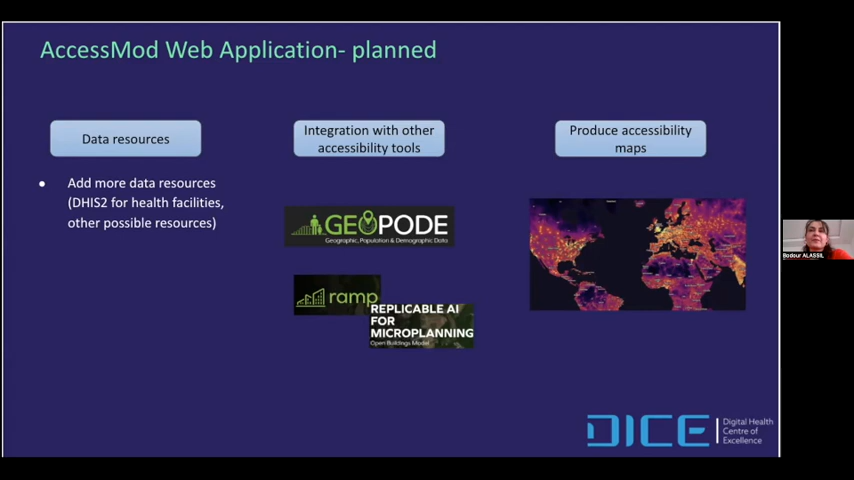 AccessMod Web Application- planned
Data resources
Integration with other
accessibility tools
Produce accessibility
maps
● Add more data resources
(DHIS2 for health facilities,
other possible resources)
GEOPODE
Geographic, Population & Demographic Data
ramp
REPLICABLE AI
FOR
MICROPLANNING
Open Buildings Model
Badour ALASSIL
DICE
Digital Health
Centre of
Excellence